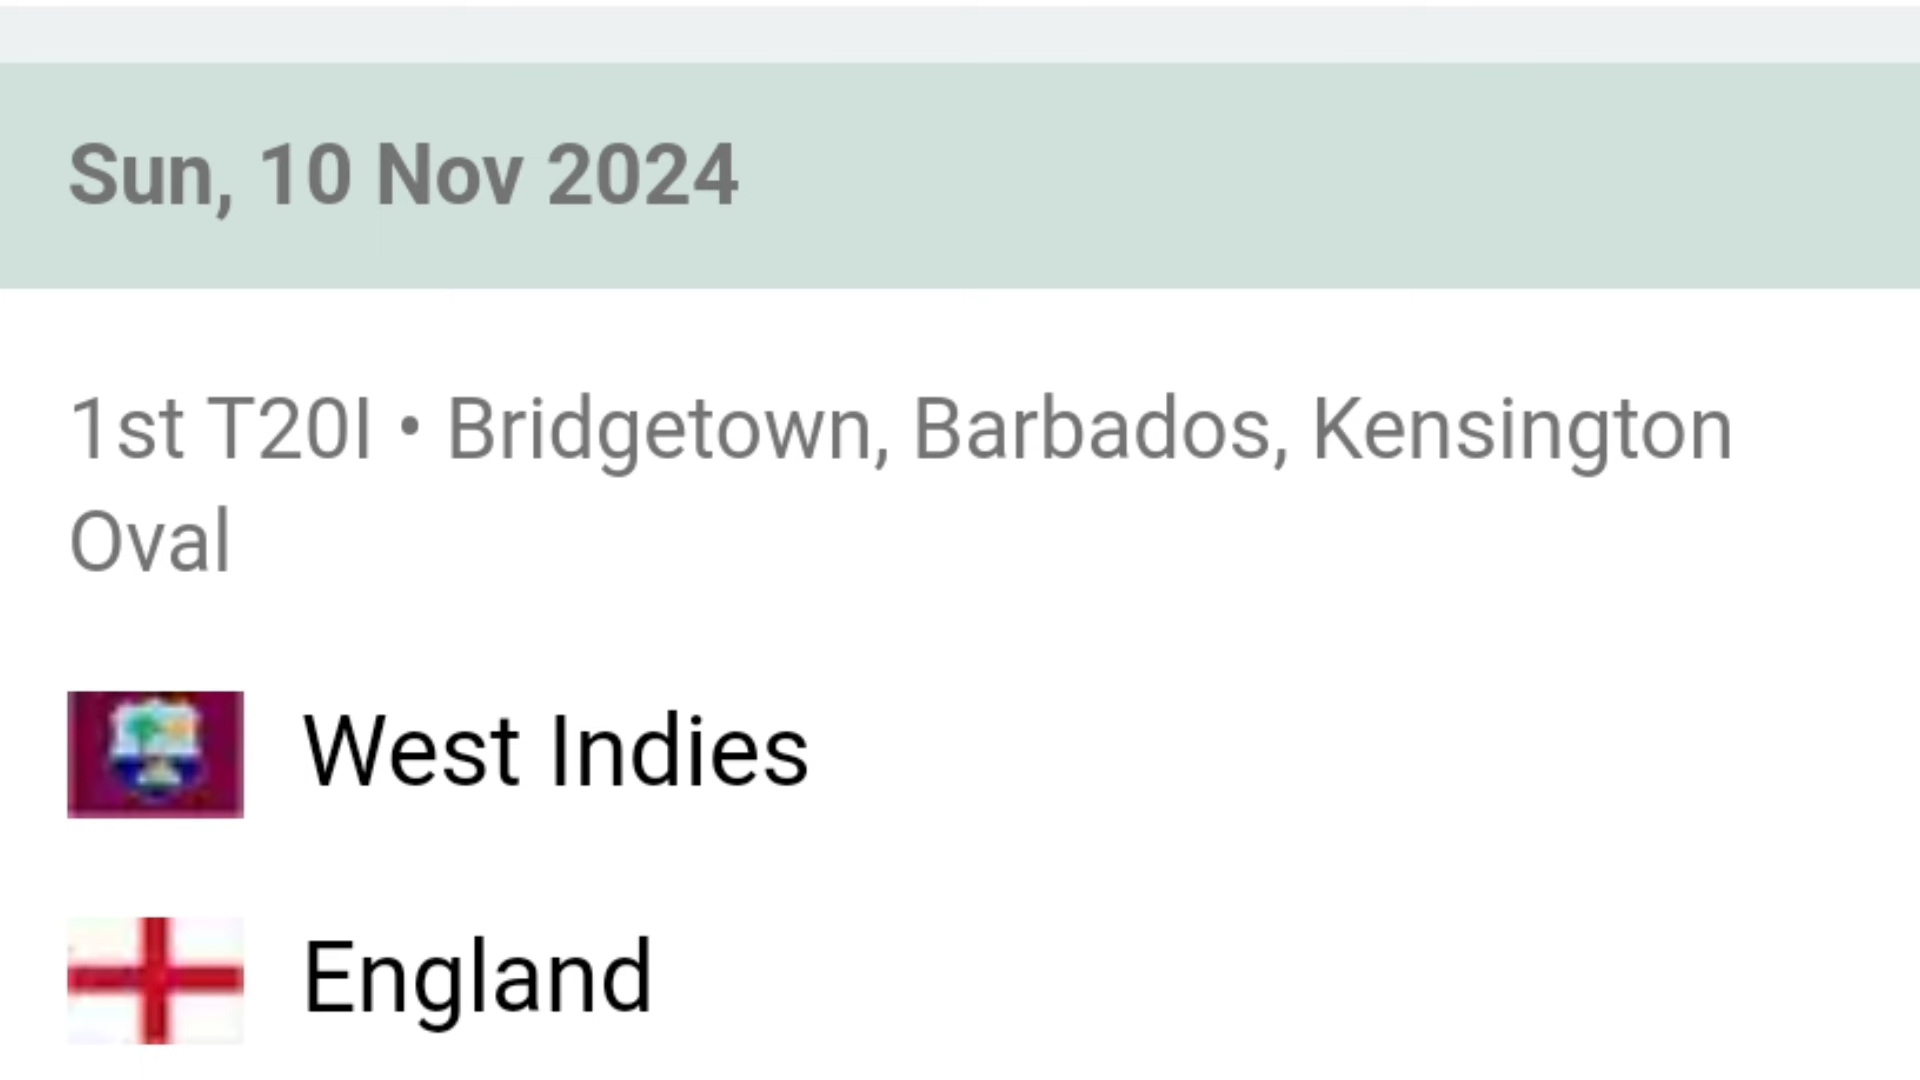 Sun, 10 Nov 2024
1st T20I • Bridgetown, Barbados, Kensington
Oval
West Indies
England